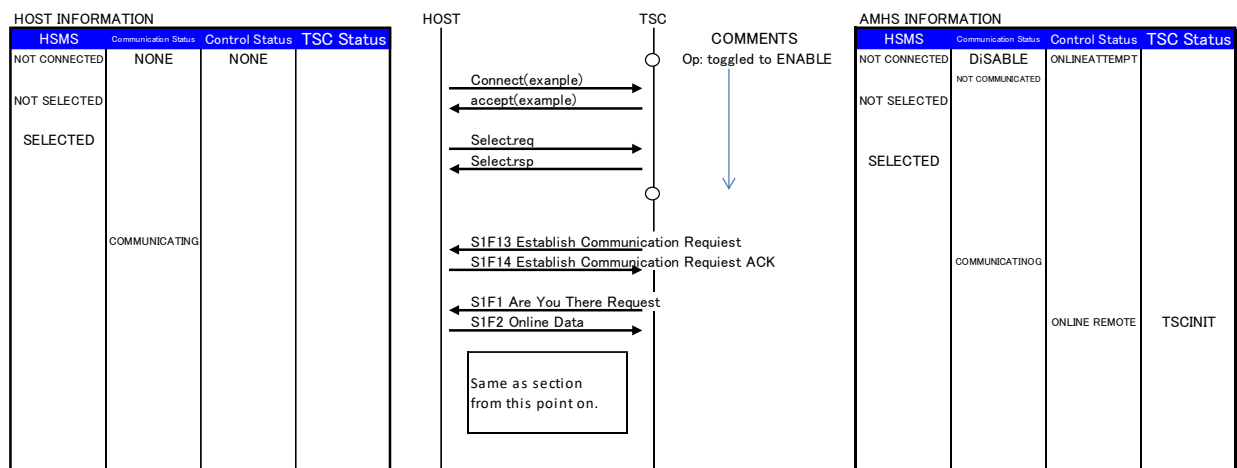 HOST INFORMATION HOST TSC AMHS INFORMATION
HSMS Communication Status Control Status TSC Status COMMENTS HSMS Communication Status Control Status TSC Status
NOT CONNECTED NONE NONE Op: toggled to ENABLE NOT CONNECTED DiSABLE ONLINEATTEMPT
Connect(exanple) NOT COMMUNICATED
NOT SELECTED accept(example) NOT SELECTED
SELECTED Select.req
Select.rsp SELECTED
COMMUNICATING S1F13 Establish Communication Requiest
S1F14 Establish Communication Requiest ACK COMMUNICATINOG
S1F1 Are You There Request
S1F2 Online Data ONLINE REMOTE TSCINIT
Same as section
from this point on.